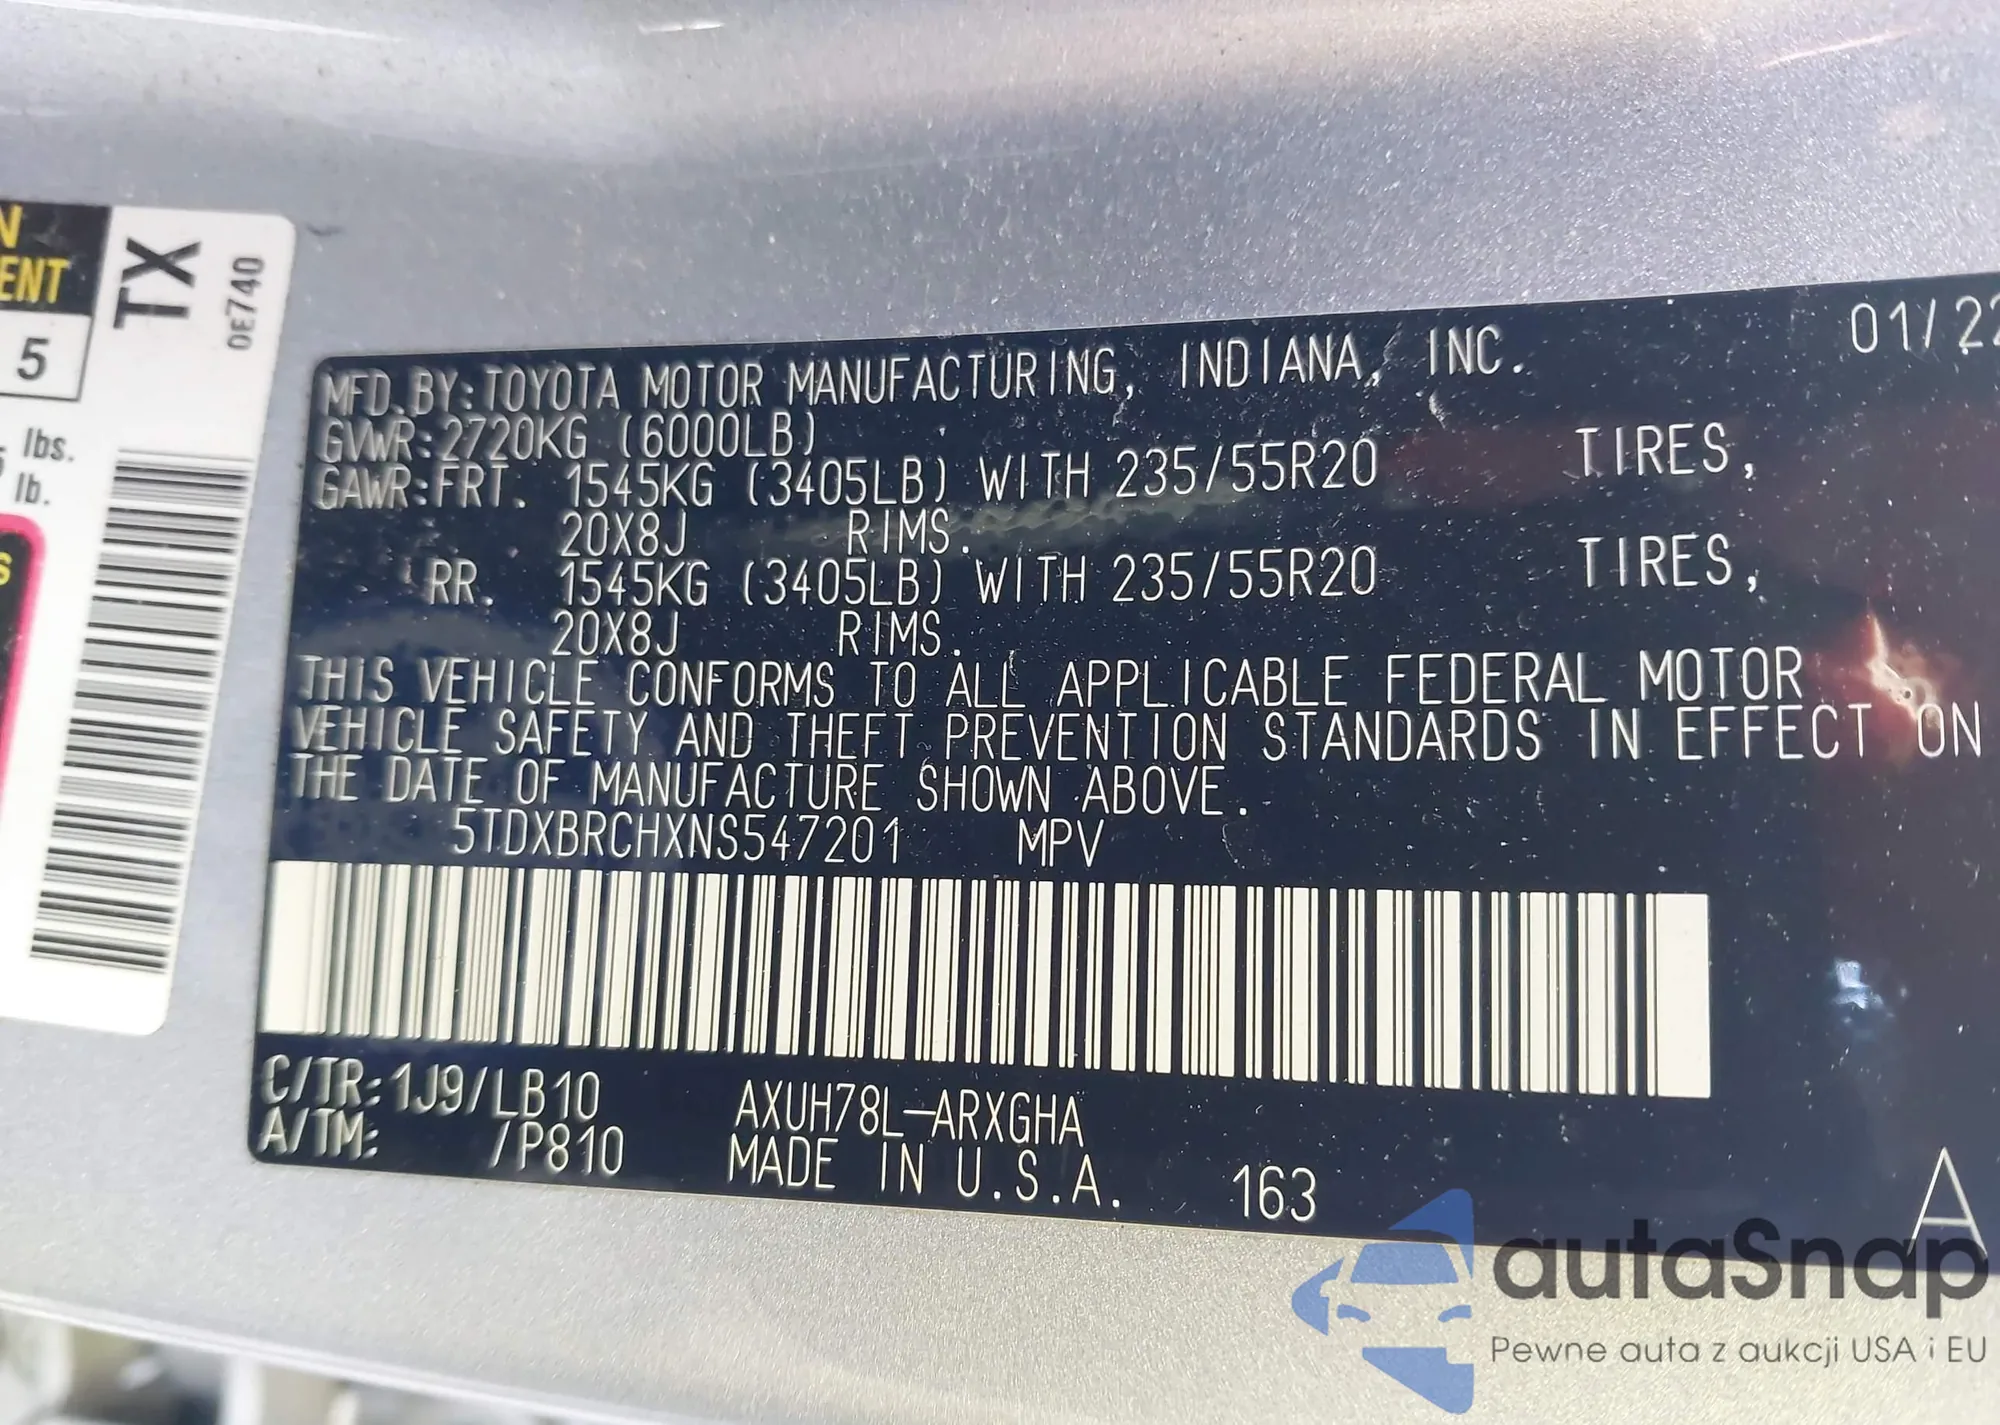 N
ENT
5
lbs.
lb.
S
TX
0E740
01/22
MFD.BY:TOYOTA MOTOR MANUFACTURING, INDIANA, INC.
GVWR:2720KG (6000LB)
GAWR:FRT. 1545KG (3405LB) WITH 235/55R20 TIRES,
20X8J RIMS.
RR. 1545KG (3405LB) WITH 235/55R20 TIRES,
20X8J RIMS.
THIS VEHICLE CONFORMS TO ALL APPLICABLE FEDERAL MOTOR
VEHICLE SAFETY AND THEFT PREVENTION STANDARDS IN EFFECT ON
THE DATE OF MANUFACTURE SHOWN ABOVE.
5TDXBRCHXNS547201 MPV
C/TR:1J9/LB10 AXUH78L-ARXGHA
A/TM: /P810 MADE IN U.S.A. 163
A
autaSnap
Pewne auta z aukcji USA i EU